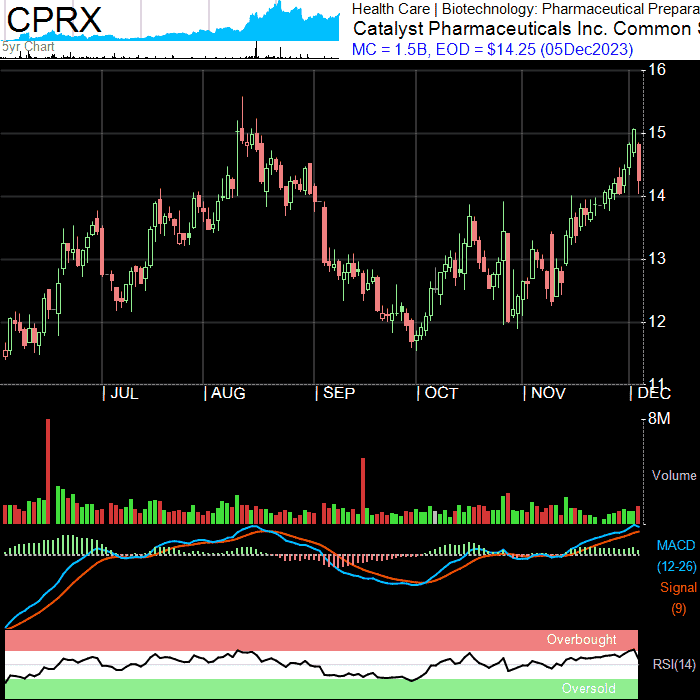 CPRX
5yr Chart
Health Care | Biotechnology: Pharmaceutical Prepara
Catalyst Pharmaceuticals Inc. Common S
MC = 1.5B, EOD = $14.25 (05Dec2023)
16
15
14
13
12
11
JUL
AUG
SEP
OCT
NOV
DEC
8M
Volume
MACD
(12-26)
Signal
(9)
Overbought
RSI(14)
Oversold